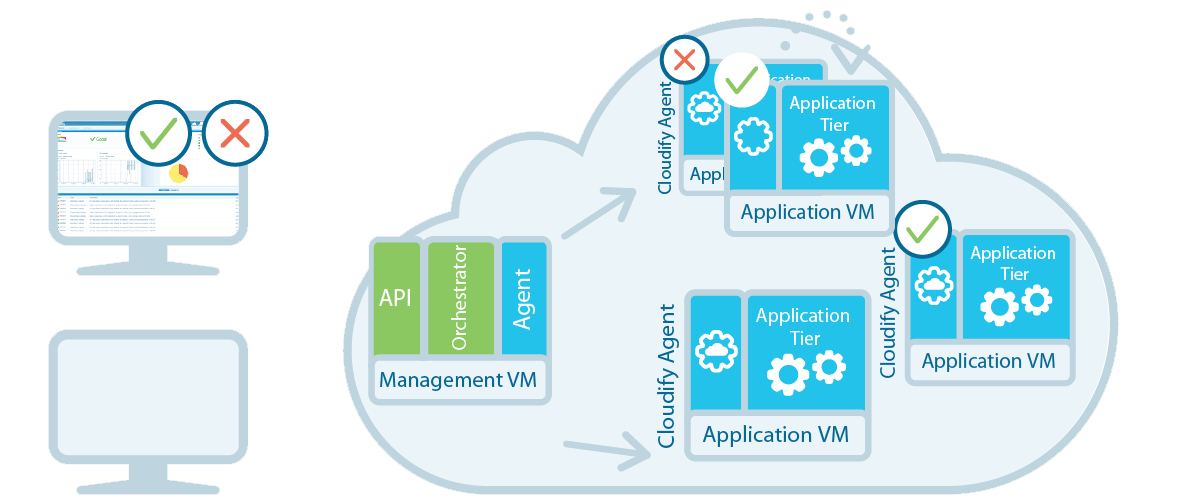 Good
API
Orchestrator
Agent
Management VM
Cloudify Agent
Appl
ication
Application
Tier
Application VM
Cloudify Agent
Application
Tier
Application VM
Cloudify Agent
Application
Tier
Application VM